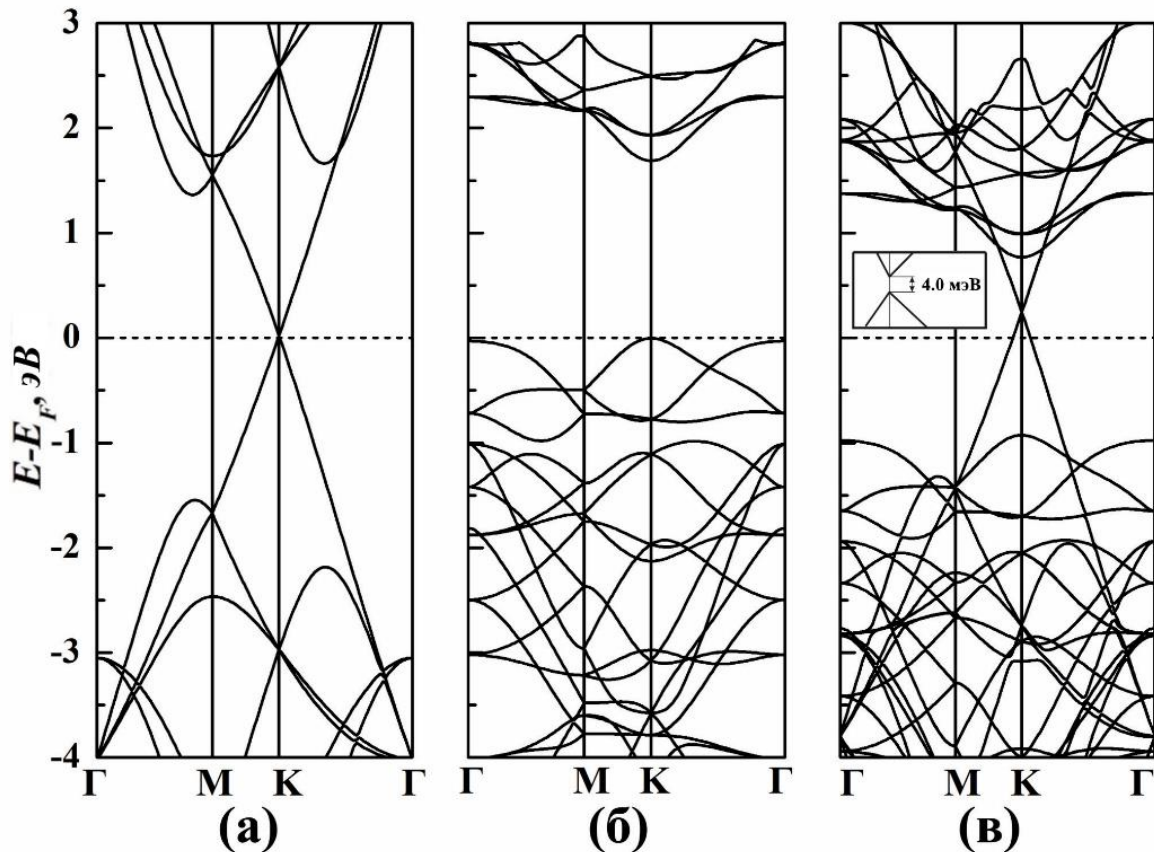 3
2
1
0
-1
-2
-3
-4
E-E_F, эВ
4.0 мэВ
Γ M K Γ
Γ M K Γ
Γ M K Γ
(а) (б) (в)